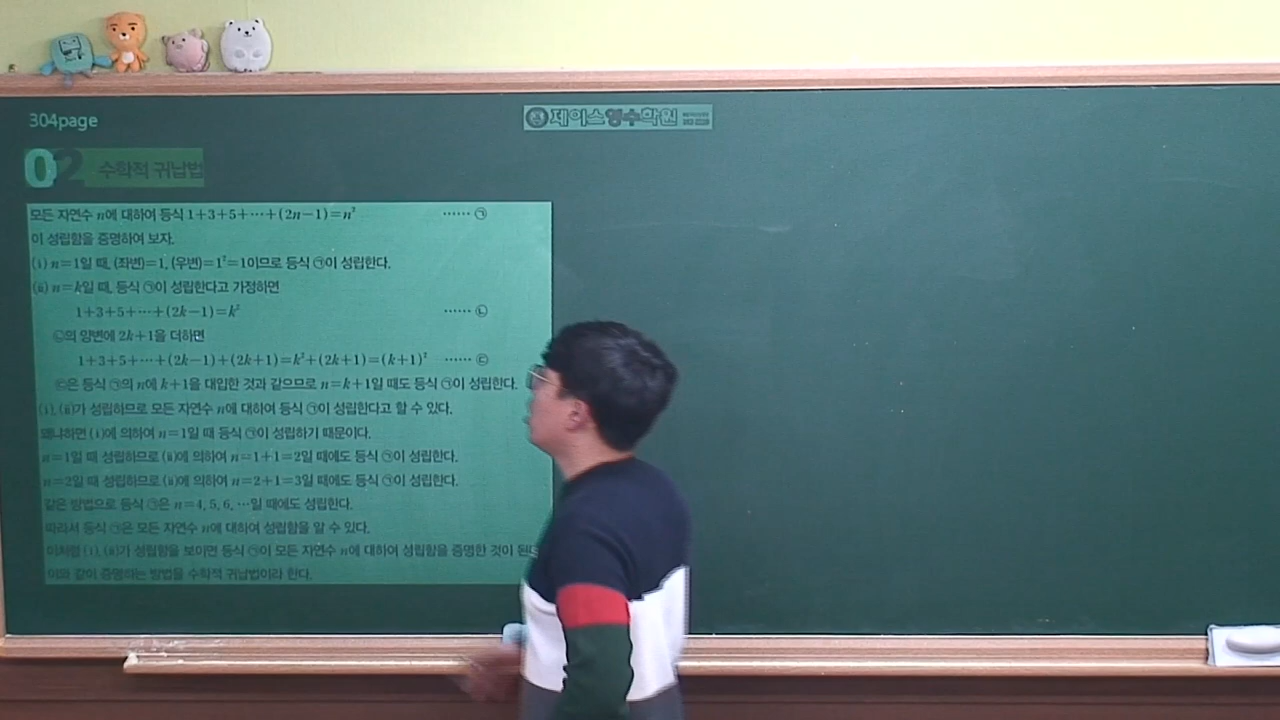 304page
제이스영수학원
02 수학적 귀납법
모든 자연수 n에 대하여 등식 1+3+5+⋯+(2n−1)=n² ⋯⋯ ㉠
이 성립함을 증명하여 보자.
(ⅰ) n=1일 때, (좌변)=1, (우변)=1²=1이므로 등식 ㉠이 성립한다.
(ⅱ) n=k일 때, 등식 ㉠이 성립한다고 가정하면
1+3+5+⋯+(2k−1)=k² ⋯⋯ ㉡
㉡의 양변에 2k+1을 더하면
1+3+5+⋯+(2k−1)+(2k+1)=k²+(2k+1)=(k+1)² ⋯⋯ ㉢
㉢은 등식 ㉠의 n에 k+1을 대입한 것과 같으므로 n=k+1일 때도 등식 ㉠이 성립한다.
(ⅰ), (ⅱ)가 성립하므로 모든 자연수 n에 대하여 등식 ㉠이 성립한다고 할 수 있다.
왜냐하면 (ⅰ)에 의하여 n=1일 때 등식 ㉠이 성립하기 때문이다.
n=1일 때 성립하므로 (ⅱ)에 의하여 n=1+1=2일 때에도 등식 ㉠이 성립한다.
n=2일 때 성립하므로 (ⅱ)에 의하여 n=2+1=3일 때에도 등식 ㉠이 성립한다.
같은 방법으로 등식 ㉠은 n=4, 5, 6, ⋯일 때에도 성립한다.
따라서 등식 ㉠은 모든 자연수 n에 대하여 성립함을 알 수 있다.
이처럼 (ⅰ), (ⅱ)가 성립함을 보이면 등식 ㉠이 모든 자연수 n에 대하여 성립함을 증명한 것이 된다
이와 같이 증명하는 방법을 수학적 귀납법이라 한다.